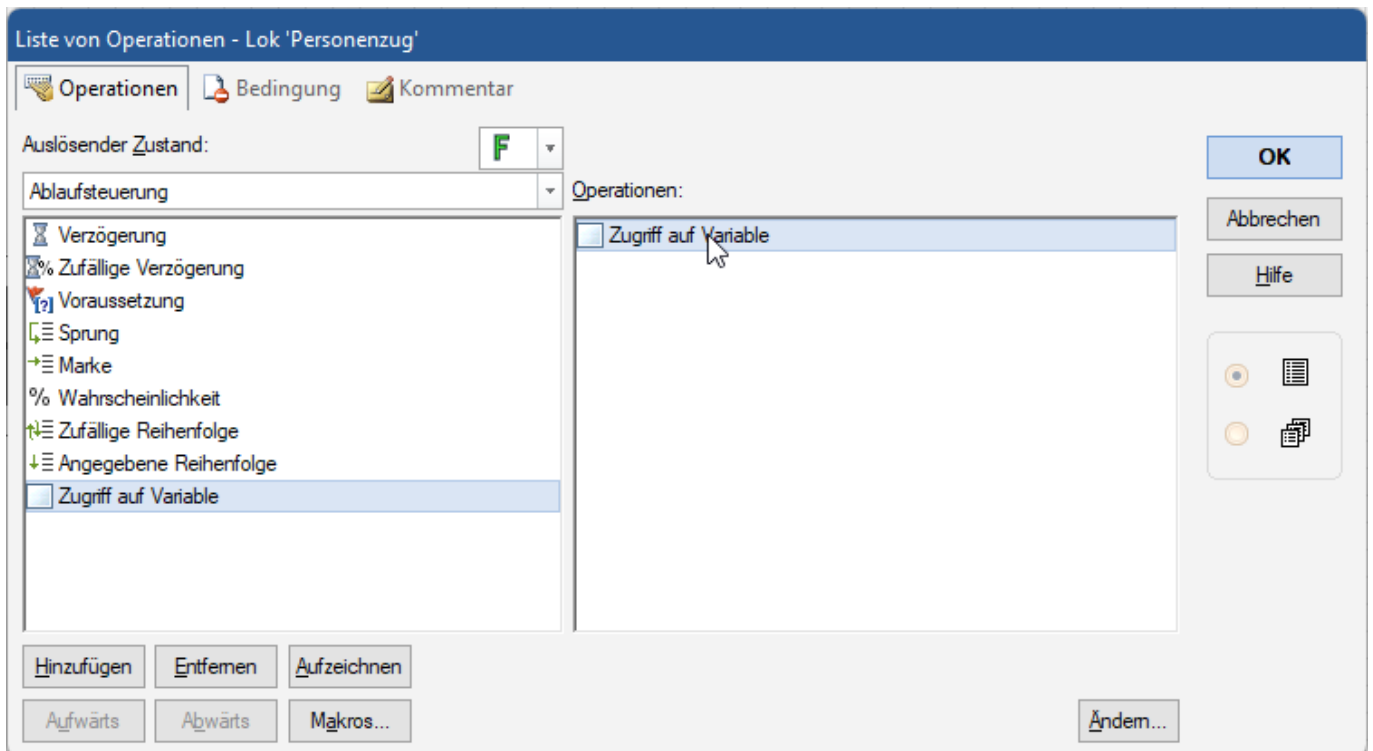 Liste von Operationen - Lok 'Personenzug'
Operationen Bedingung Kommentar
Auslösender Zustand: F
Ablaufsteuerung
Verzögerung
% Zufällige Verzögerung
[?] Voraussetzung
Sprung
Marke
% Wahrscheinlichkeit
Zufällige Reihenfolge
Angegebene Reihenfolge
Zugriff auf Variable
Hinzufügen Entfernen Aufzeichnen
Aufwärts Abwärts Makros...
Operationen:
Zugriff auf Variable
Ändern...
OK
Abbrechen
Hilfe